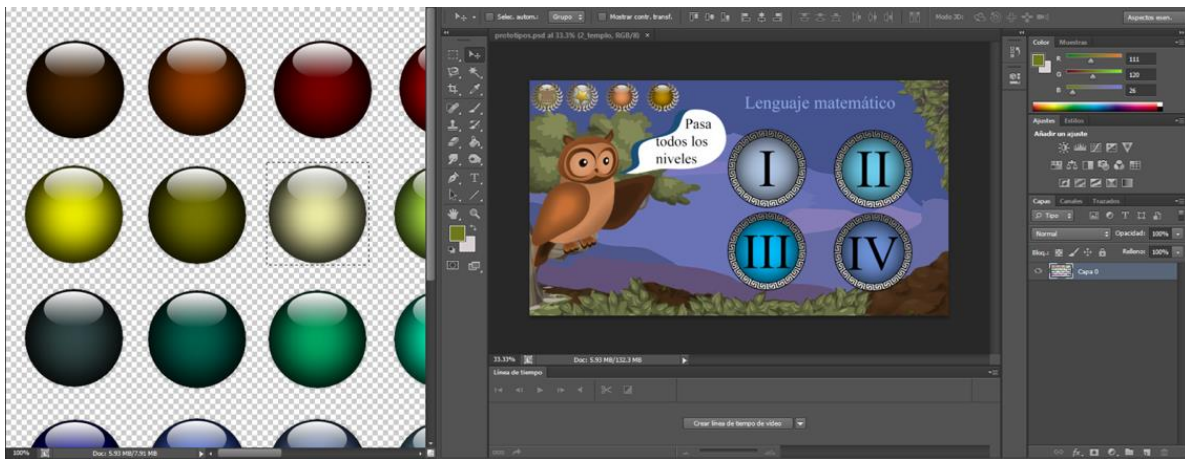 Selec. autom.: Grupo Mostrar contr. transf. Modo 3D: Aspectos esen.
prototipos.psd al 33.3% (2_templo, RGB/8) ×
Color Muestras
R 111
G 120
B 26
Lenguaje matemático
Pasa
todos los
niveles
I II
III IV
Ajustes Estilos
Añadir un ajuste
Capas Canales Trazados
Tipo
Normal Opacidad: 100%
Bloq.: Relleno: 100%
Capa 0
33.33% Doc: 5.93 MB/132.3 MB
Línea de tiempo
Crear línea de tiempo de vídeo
100% Doc: 5.93 MB/7.91 MB